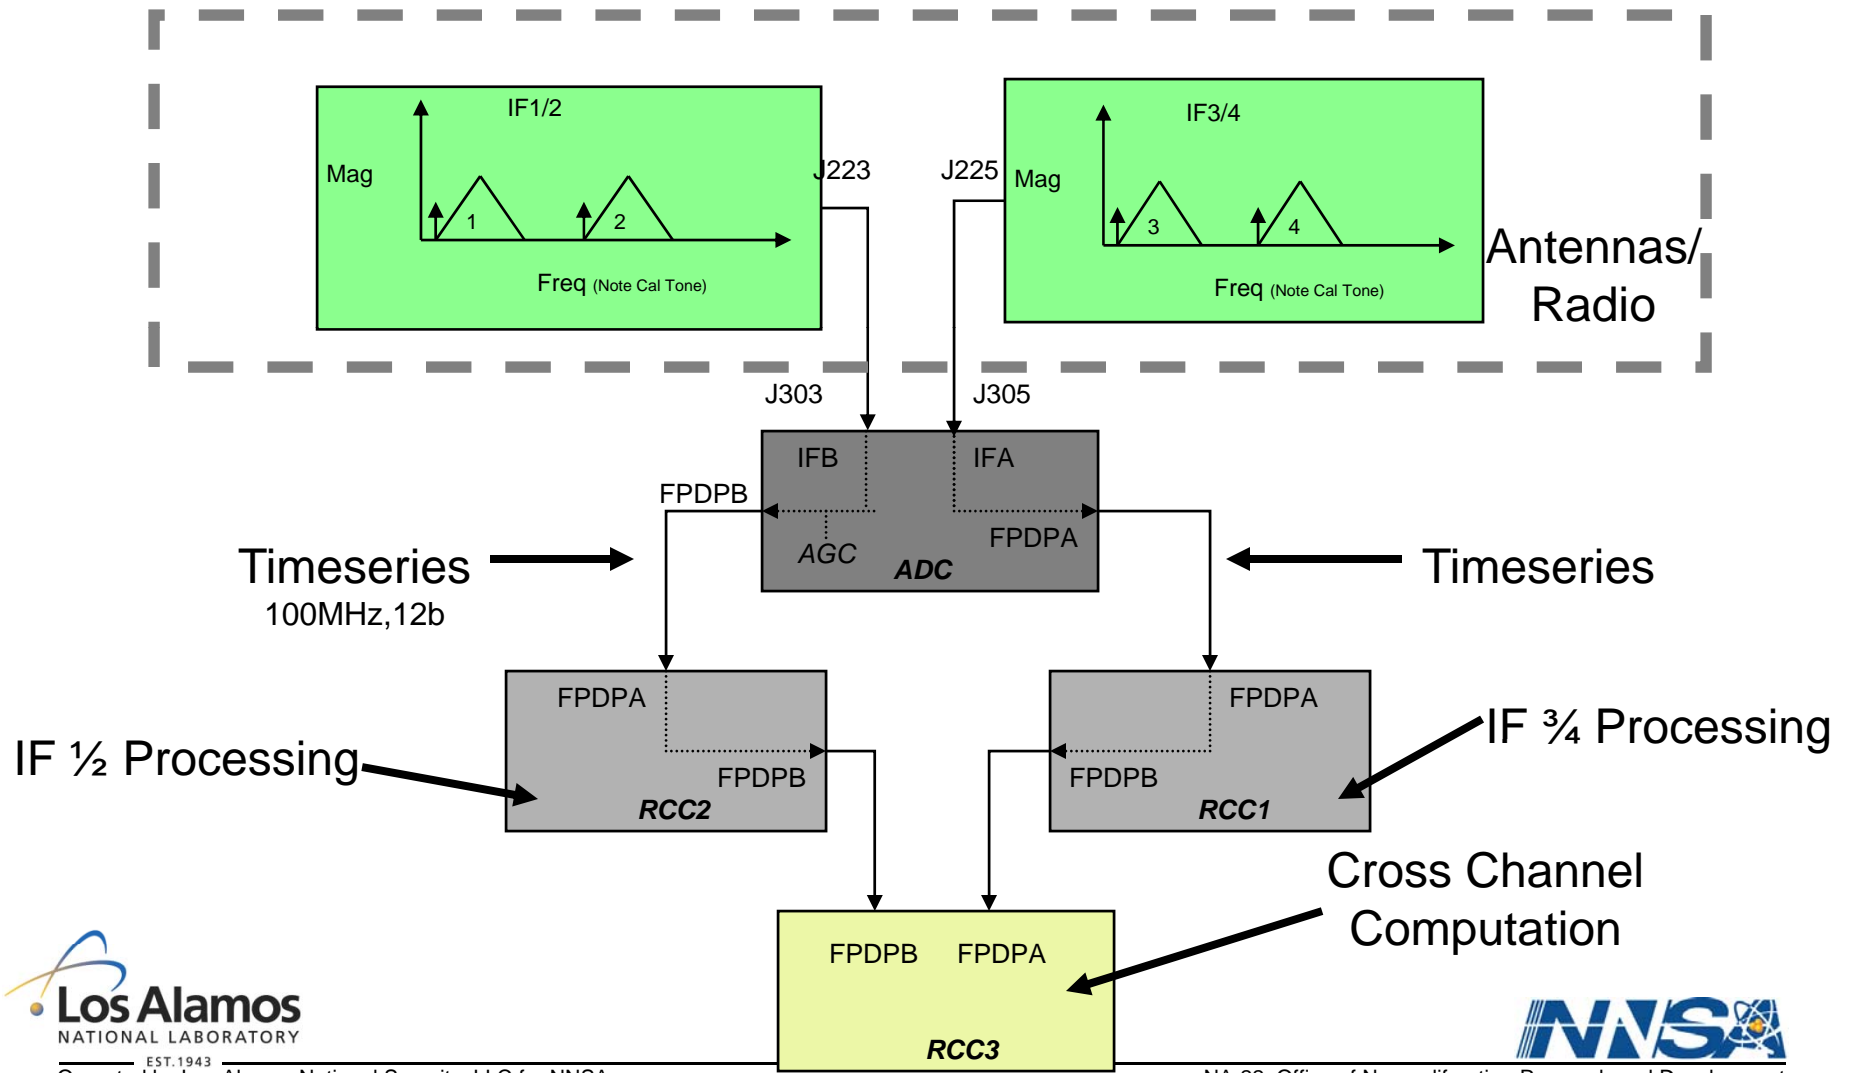 IF1/2
Mag
1
2
Freq (Note Cal Tone)
J223
J225
IF3/4
Mag
3
4
Freq (Note Cal Tone)
Antennas/
Radio
J303
J305
IFB
IFA
FPDPB
FPDPA
AGC
ADC
Timeseries
100MHz,12b
Timeseries
FPDPA
FPDPB
RCC2
FPDPA
FPDPB
RCC1
IF ½ Processing
IF ¾ Processing
Cross Channel
Computation
FPDPB FPDPA
RCC3
Los Alamos
NATIONAL LABORATORY
EST.1943
NNSA